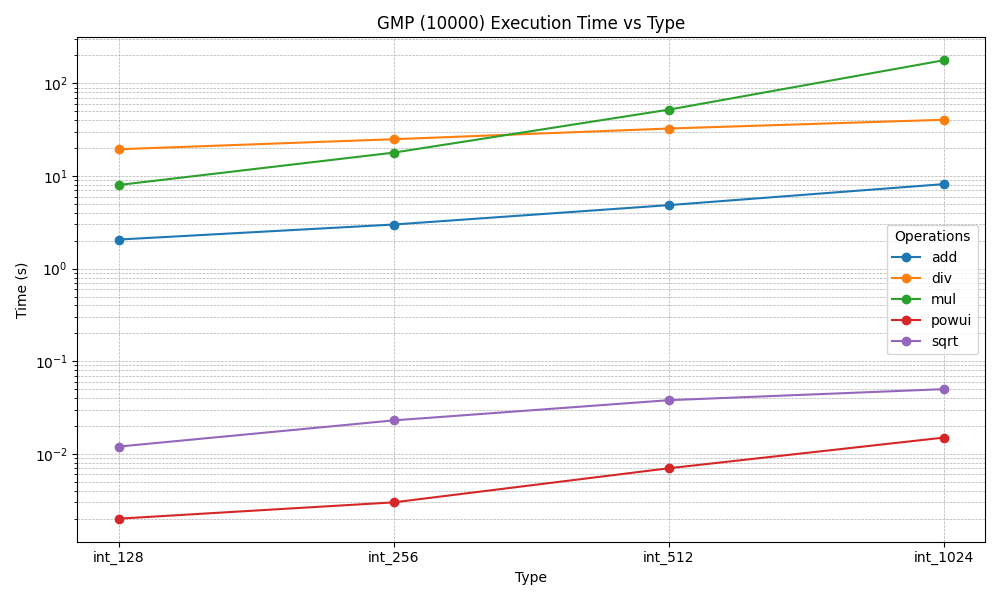 GMP (10000) Execution Time vs Type
Time (s)
10²
10¹
10⁰
10⁻¹
10⁻²
Operations
add
div
mul
powui
sqrt
int_128 int_256 int_512 int_1024
Type